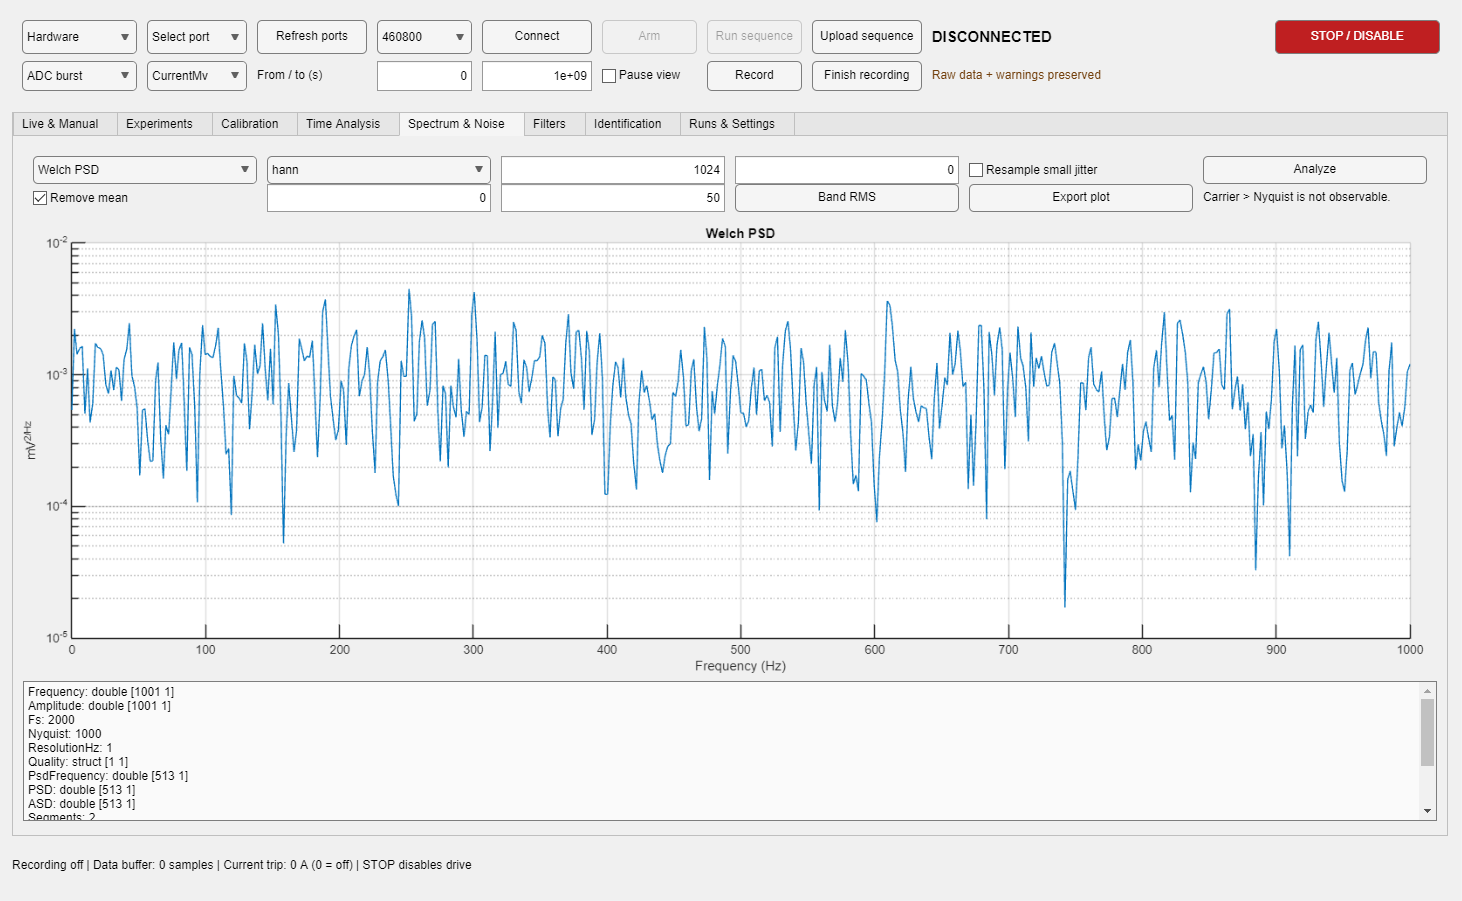 Hardware Select port Refresh ports 460800 Connect Arm Run sequence Upload sequence DISCONNECTED STOP / DISABLE
ADC burst CurrentMv From / to (s) 0 1e+09 Pause view Record Finish recording Raw data + warnings preserved
Live & Manual Experiments Calibration Time Analysis Spectrum & Noise Filters Identification Runs & Settings
Welch PSD hann 1024 0 Resample small jitter Analyze
Remove mean 0 50 Band RMS Export plot Carrier > Nyquist is not observable.
Welch PSD
10^-2
10^-3
10^-4
10^-5
mV^2/Hz
0 100 200 300 400 500 600 700 800 900 1000
Frequency (Hz)
Frequency: double [1001 1]
Amplitude: double [1001 1]
Fs: 2000
Nyquist: 1000
ResolutionHz: 1
Quality: struct [1 1]
PsdFrequency: double [513 1]
PSD: double [513 1]
ASD: double [513 1]
Segments: 2
Recording off | Data buffer: 0 samples | Current trip: 0 A (0 = off) | STOP disables drive